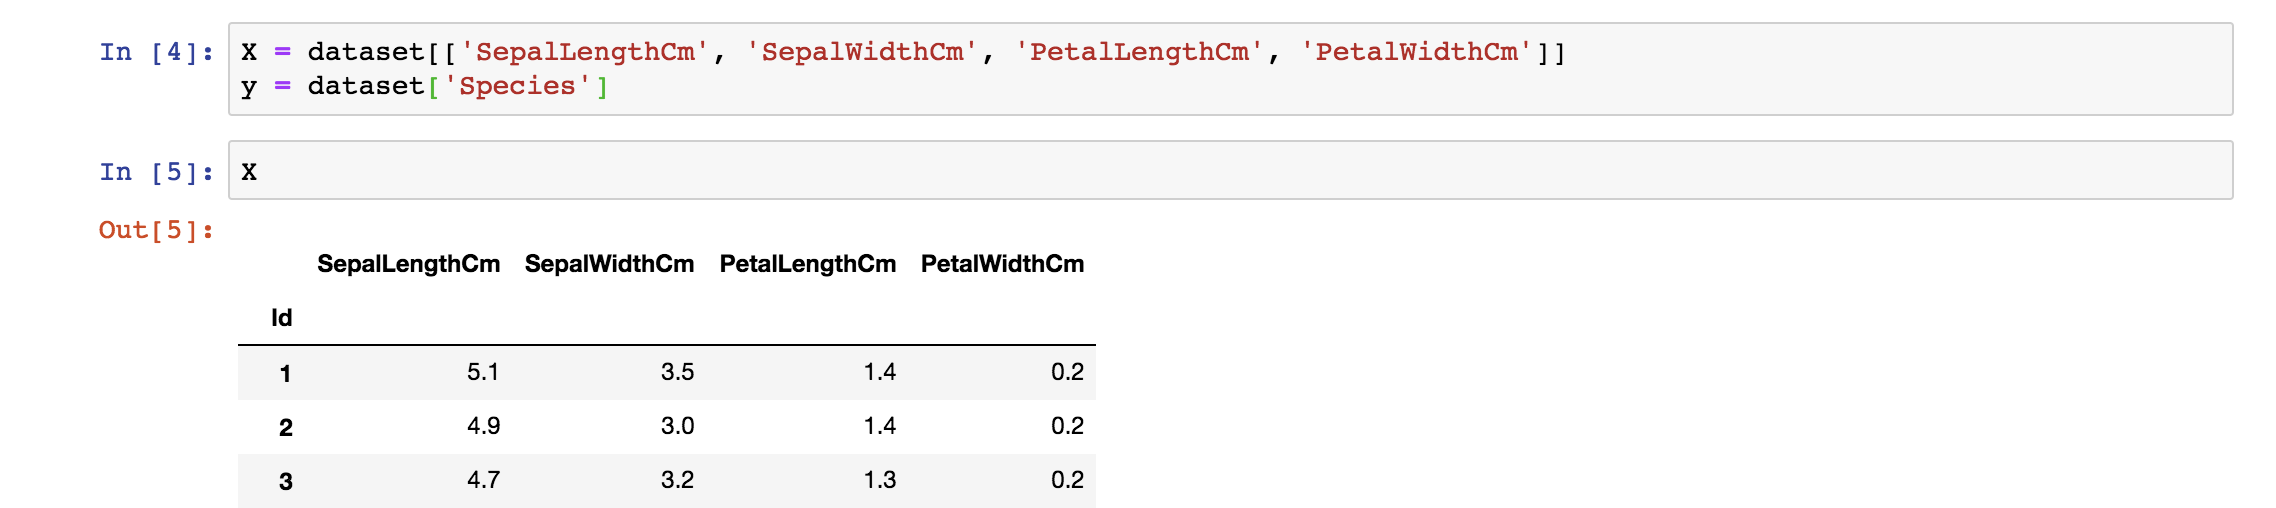 In [4]: X = dataset[['SepalLengthCm', 'SepalWidthCm', 'PetalLengthCm', 'PetalWidthCm']]
y = dataset['Species']
In [5]: X
Out[5]:
SepalLengthCm SepalWidthCm PetalLengthCm PetalWidthCm
Id
1 5.1 3.5 1.4 0.2
2 4.9 3.0 1.4 0.2
3 4.7 3.2 1.3 0.2